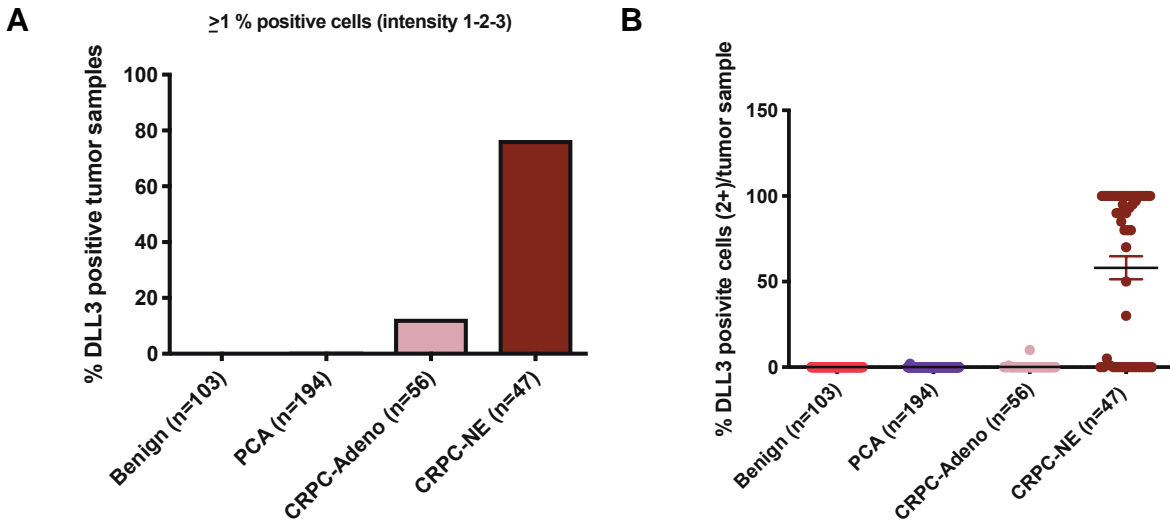 A
≥1 % positive cells (intensity 1-2-3)
% DLL3 positive tumor samples
100
80
60
40
20
0
Benign (n=103)
PCA (n=194)
CRPC-Adeno (n=56)
CRPC-NE (n=47)
B
% DLL3 posivite cells (2+)/tumor sample
150
100
50
0
Benign (n=103)
PCA (n=194)
CRPC-Adeno (n=56)
CRPC-NE (n=47)